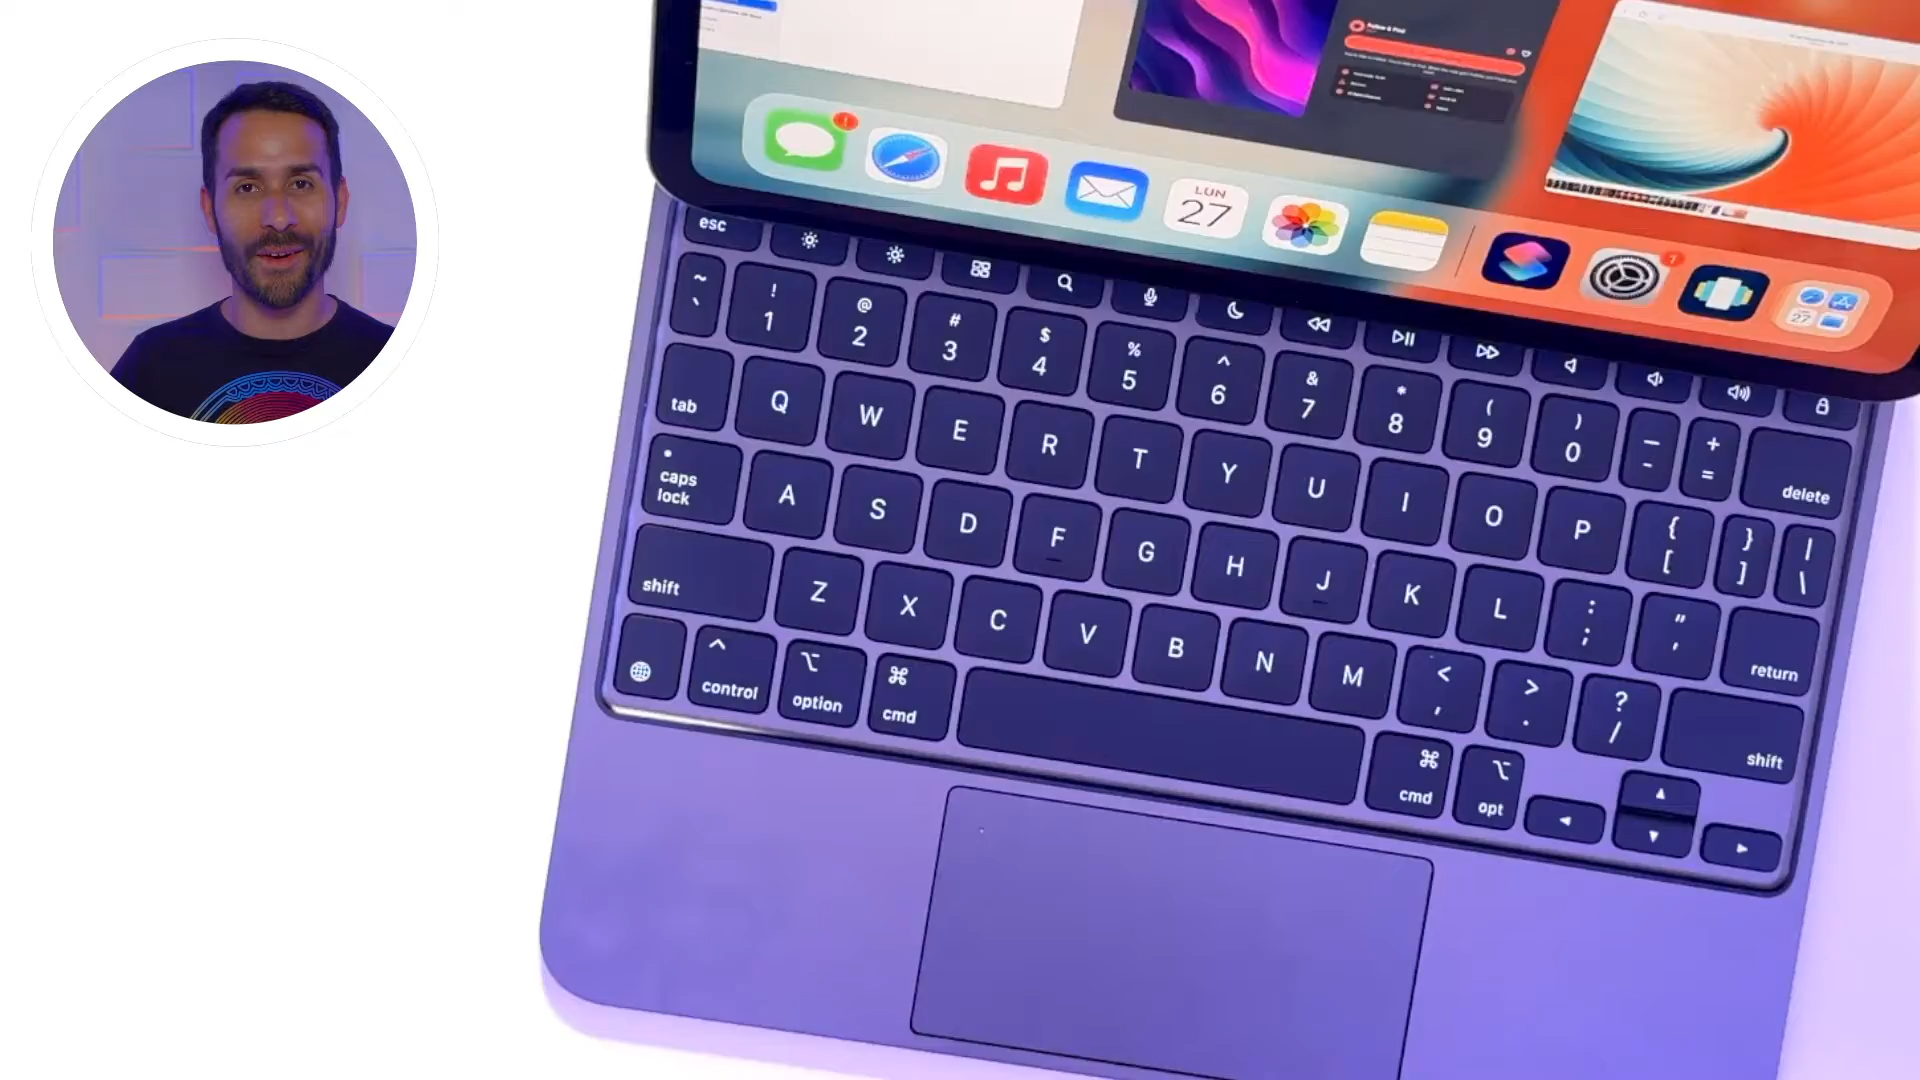 LUN
27
27
esc
~ ! @ # $ % ^ & * ( ) — +
` 1 2 3 4 5 6 7 8 9 0 - =
delete
tab Q W E R T Y U I O P { [ } ] | \
caps
lock
A S D F G H J K L : ; " '
return
shift Z X C V B N M < , > . ? /
shift
control option cmd cmd opt